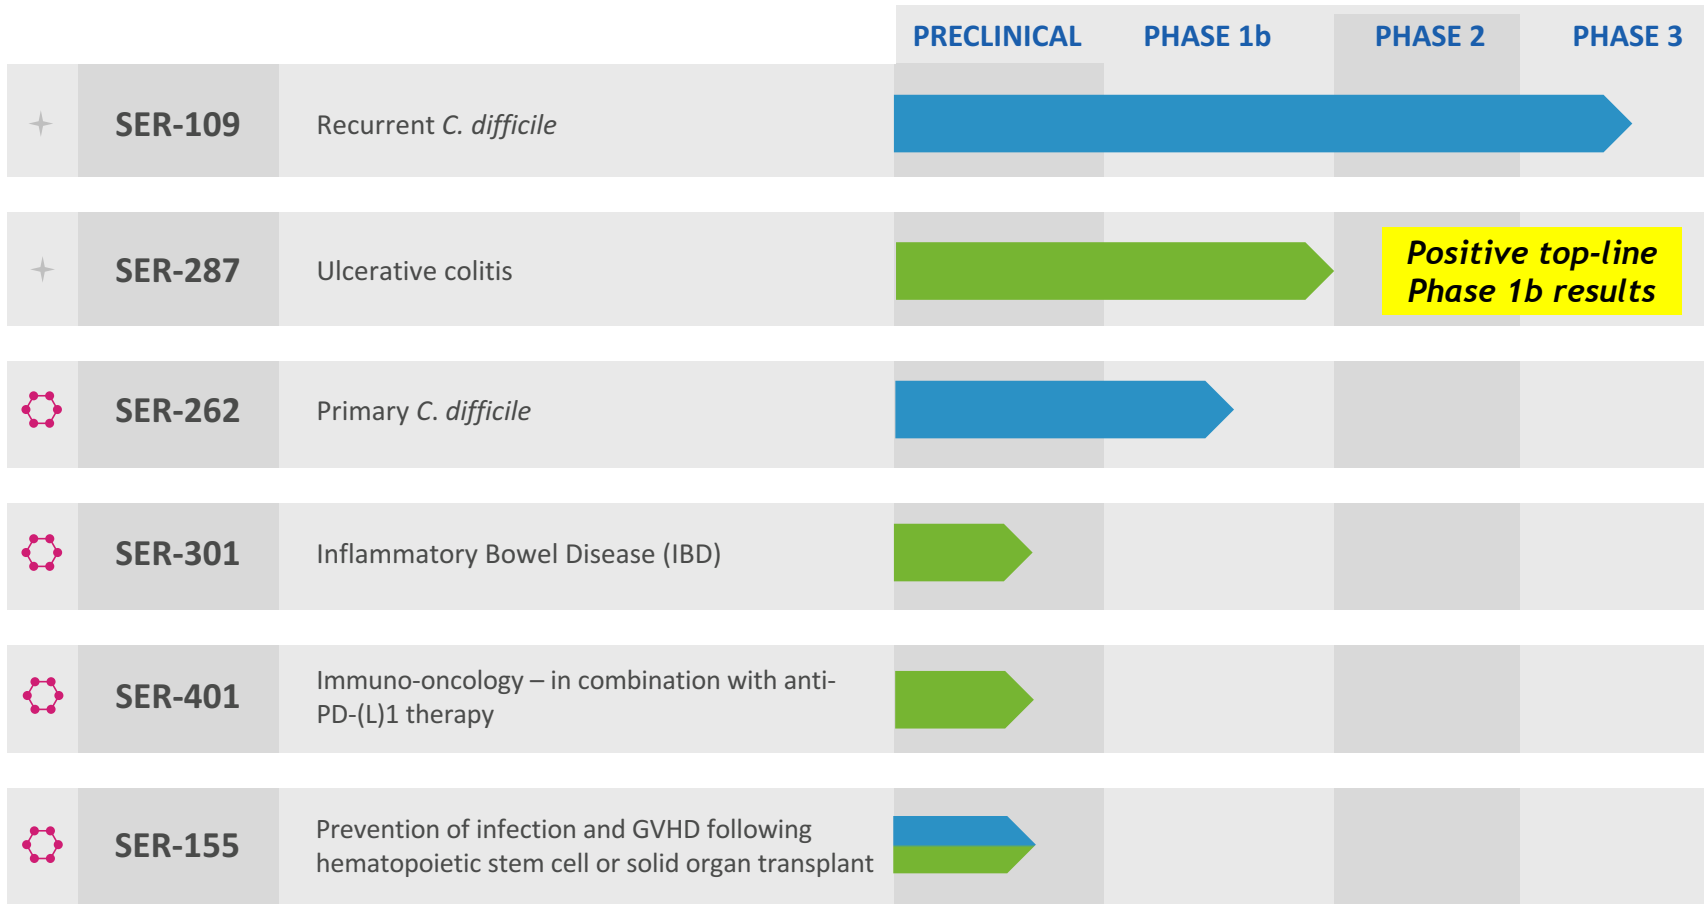 PRECLINICAL PHASE 1b PHASE 2 PHASE 3
SER-109 Recurrent C. difficile
SER-287 Ulcerative colitis
Positive top-line
Phase 1b results
SER-262 Primary C. difficile
SER-301 Inflammatory Bowel Disease (IBD)
SER-401
Immuno-oncology – in combination with anti-
PD-(L)1 therapy
SER-155
Prevention of infection and GVHD following
hematopoietic stem cell or solid organ transplant